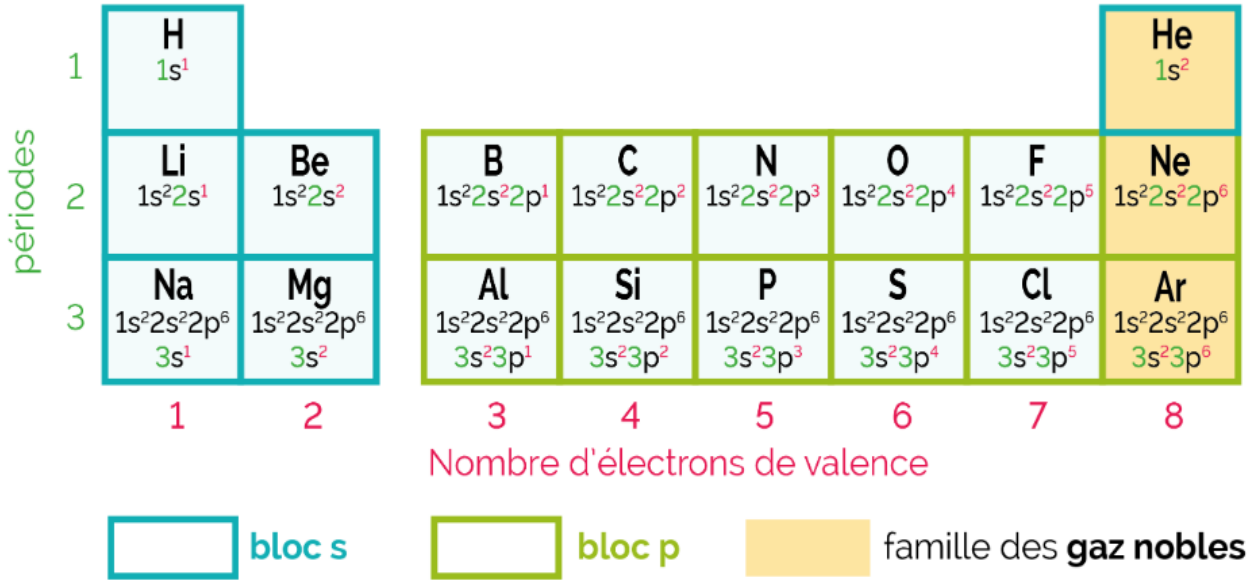 périodes
1
H
1s¹
He
1s²
2
Li
1s²2s¹
Be
1s²2s²
B
1s²2s²2p¹
C
1s²2s²2p²
N
1s²2s²2p³
O
1s²2s²2p⁴
F
1s²2s²2p⁵
Ne
1s²2s²2p⁶
3
Na
1s²2s²2p⁶
3s¹
Mg
1s²2s²2p⁶
3s²
Al
1s²2s²2p⁶
3s²3p¹
Si
1s²2s²2p⁶
3s²3p²
P
1s²2s²2p⁶
3s²3p³
S
1s²2s²2p⁶
3s²3p⁴
Cl
1s²2s²2p⁶
3s²3p⁵
Ar
1s²2s²2p⁶
3s²3p⁶
1 2 3 4 5 6 7 8
Nombre d'électrons de valence
bloc s
bloc p
famille des gaz nobles